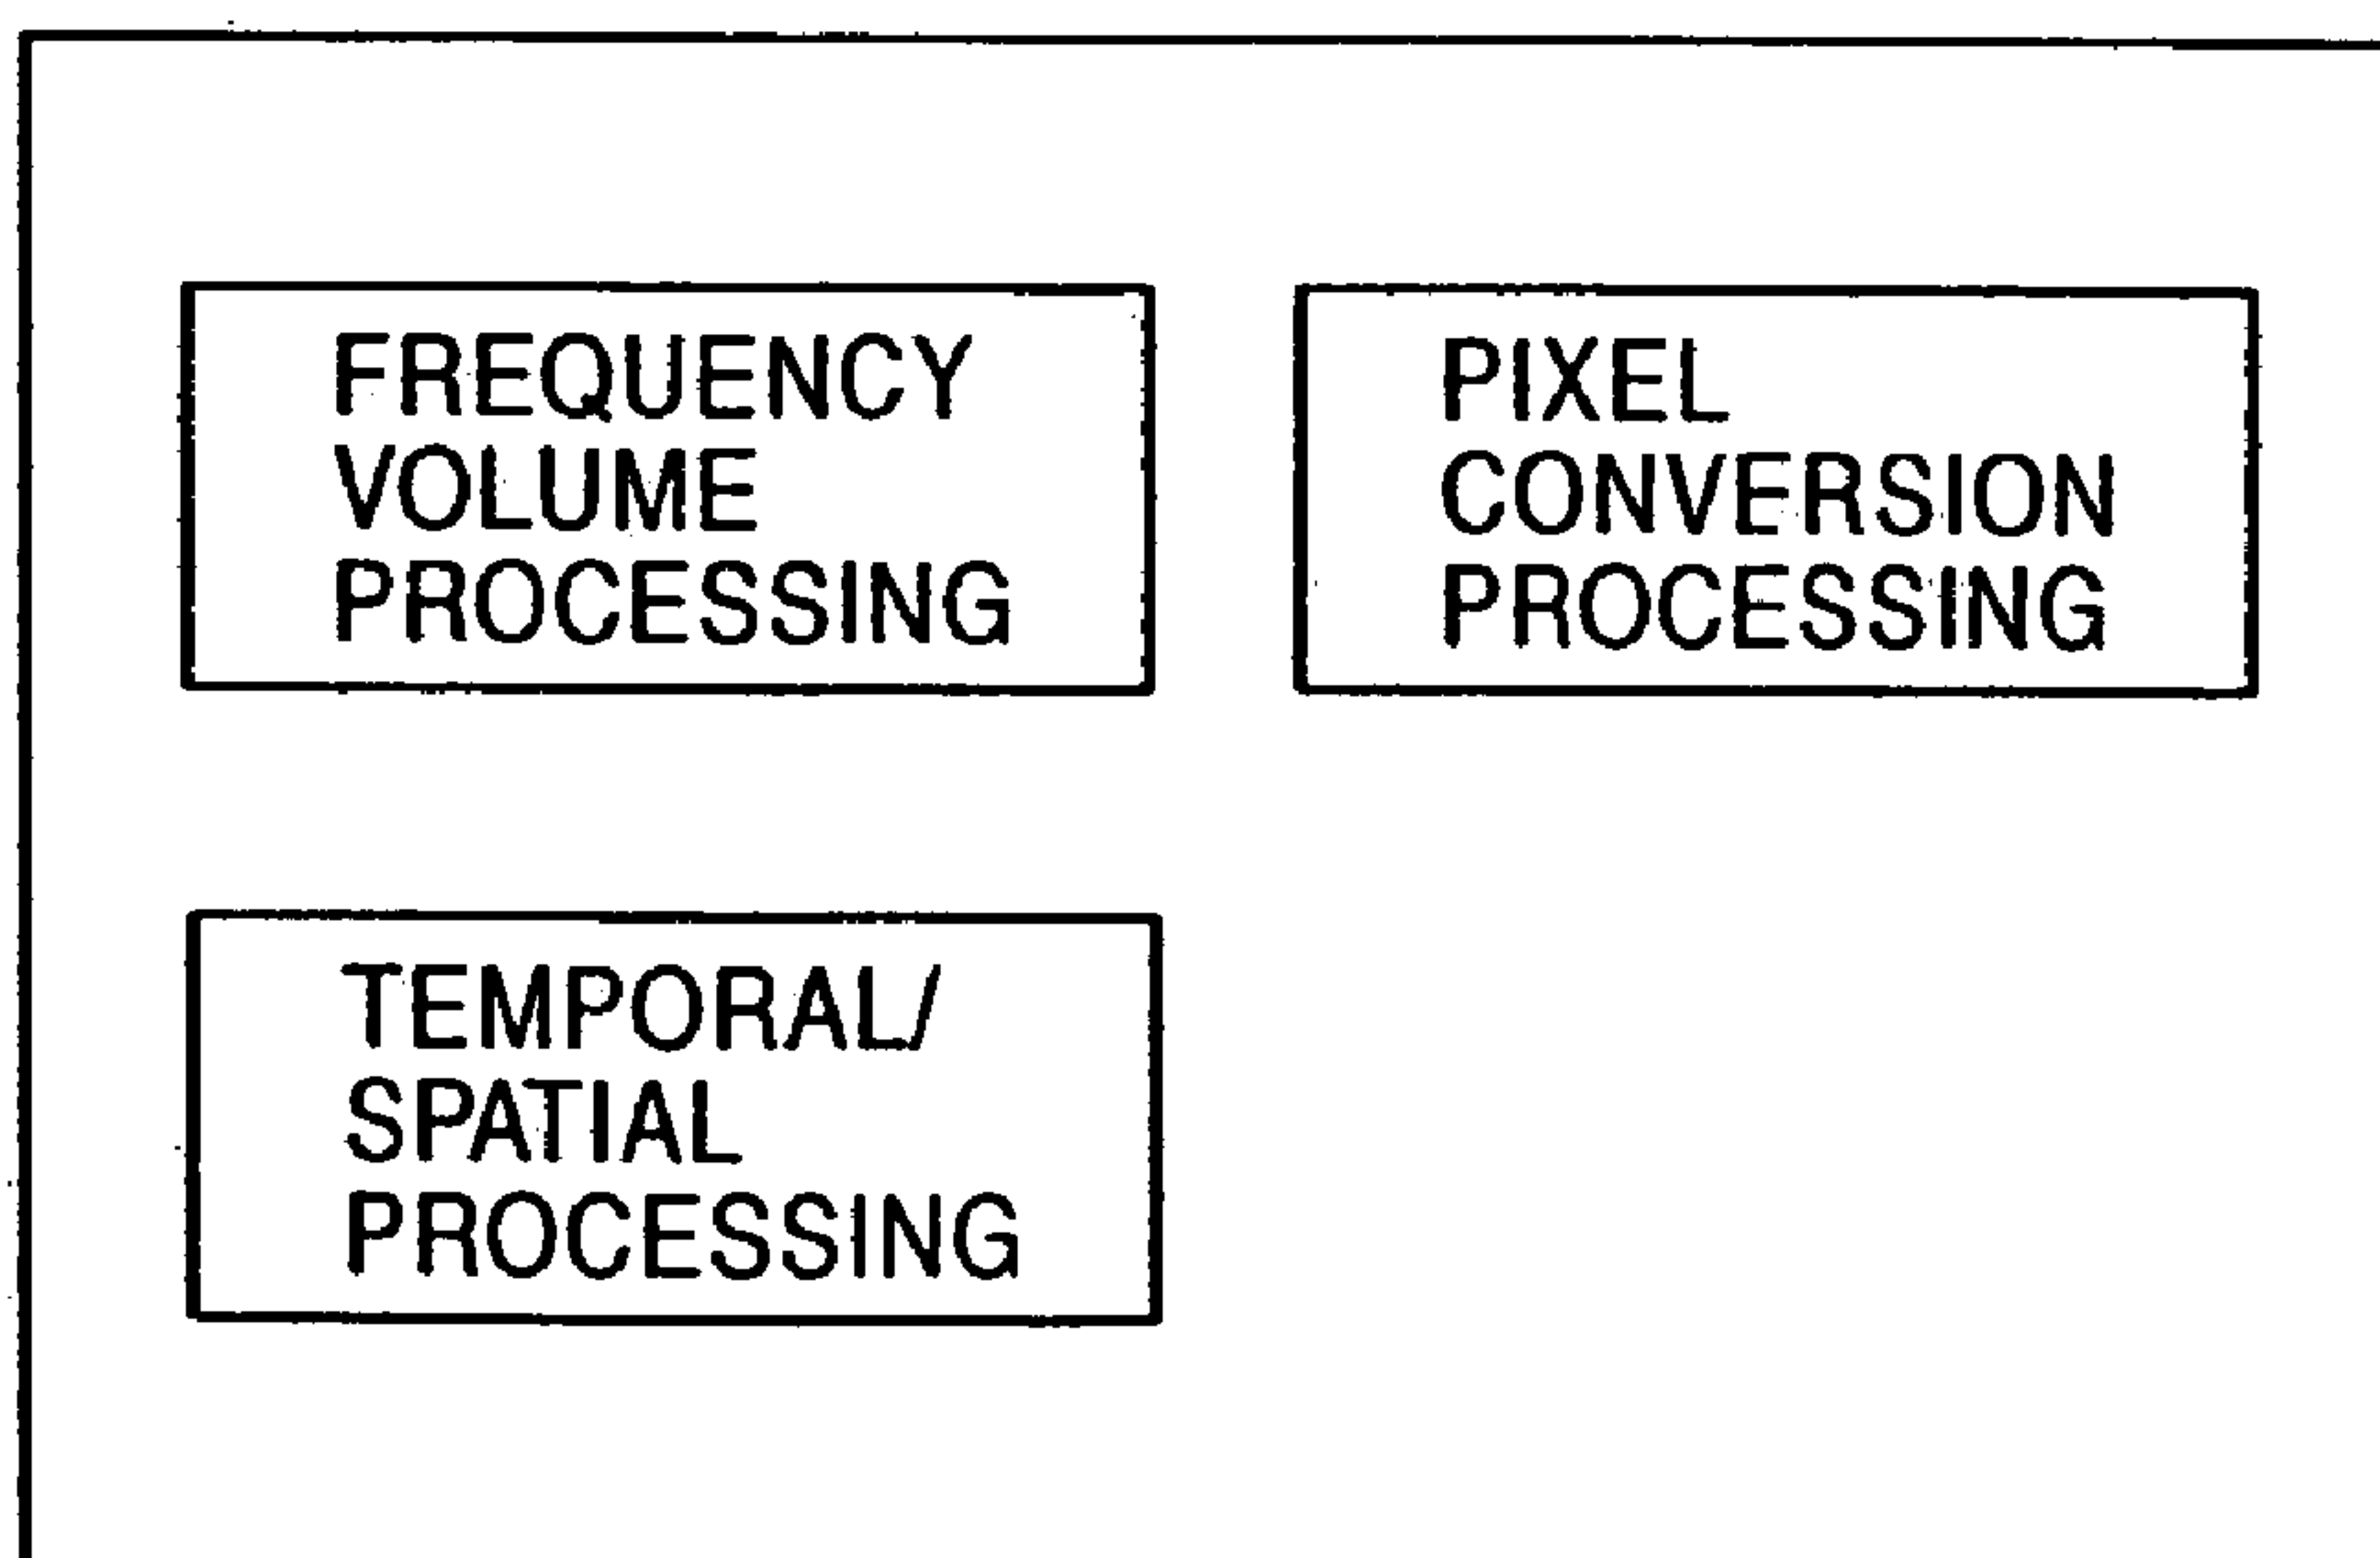 FREQUENCY
VOLUME
PROCESSING
PIXEL
CONVERSION
PROCESSING
TEMPORAL/
SPATIAL
PROCESSING